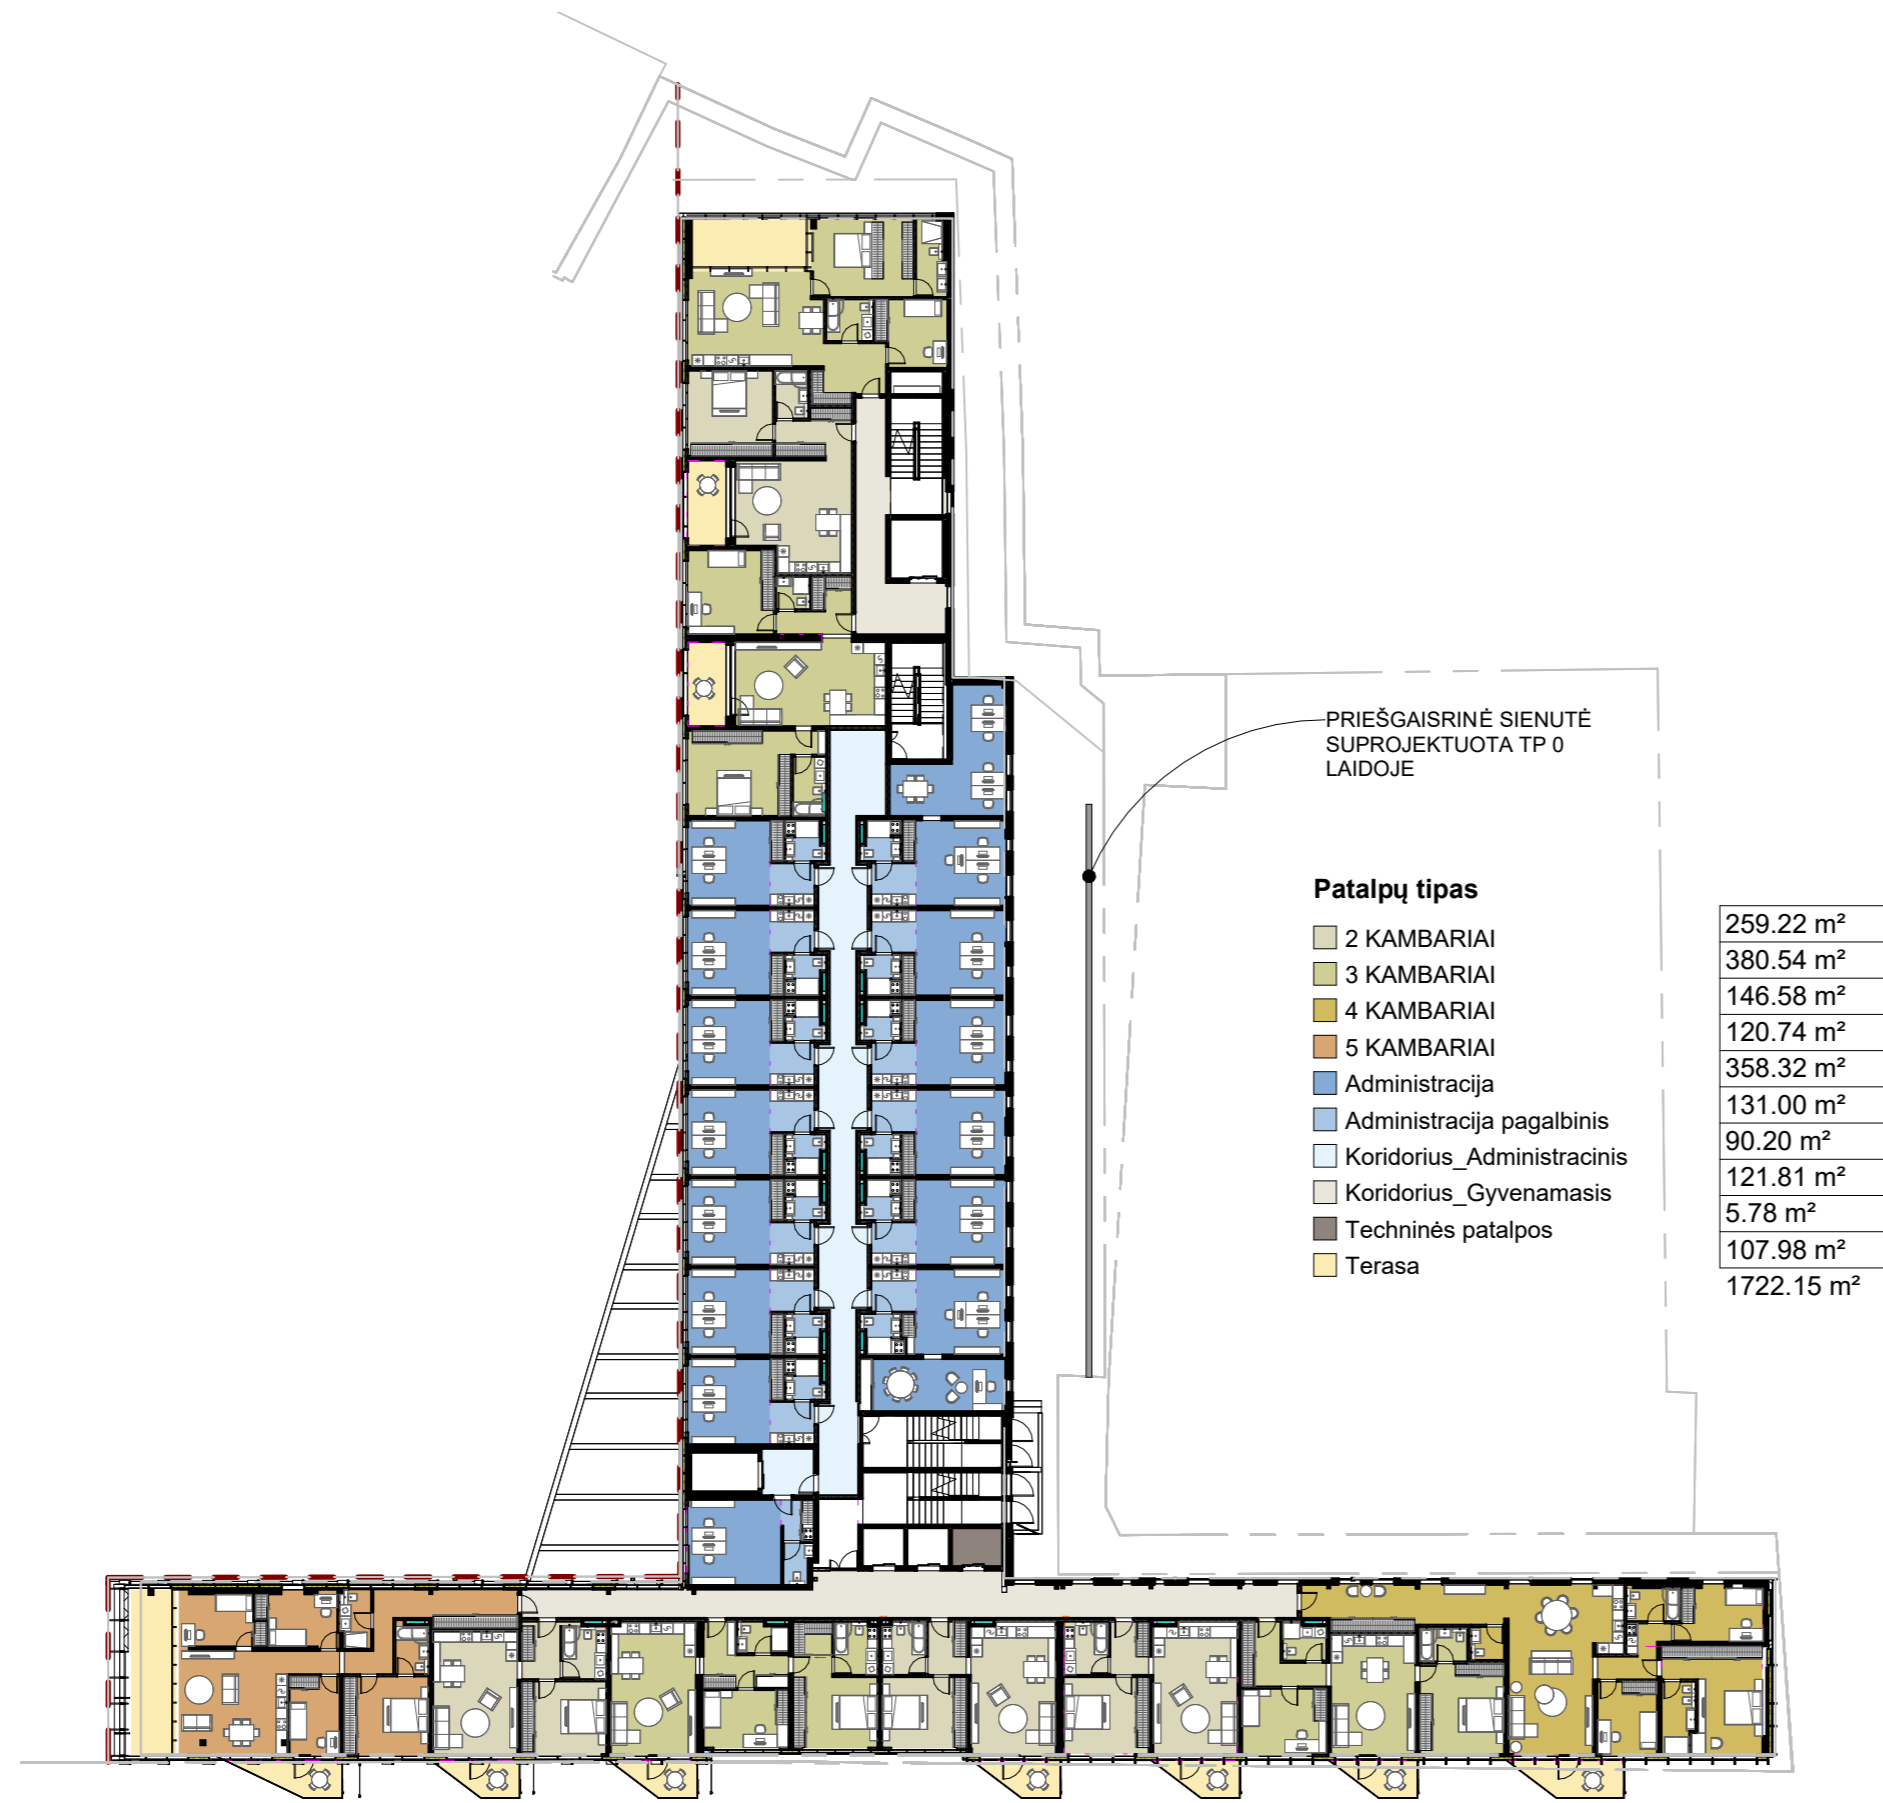 PRIEŠGAISRINĖ SIENUTĖ
SUPROJEKTUOTA TP 0
LAIDOJE
Patalpų tipas
2 KAMBARIAI 259.22 m²
3 KAMBARIAI 380.54 m²
4 KAMBARIAI 146.58 m²
5 KAMBARIAI 120.74 m²
Administracija 358.32 m²
Administracija pagalbinis 131.00 m²
Koridorius_Administracinis 90.20 m²
Koridorius_Gyvenamasis 121.81 m²
Techninės patalpos 5.78 m²
Terasa 107.98 m²
1722.15 m²